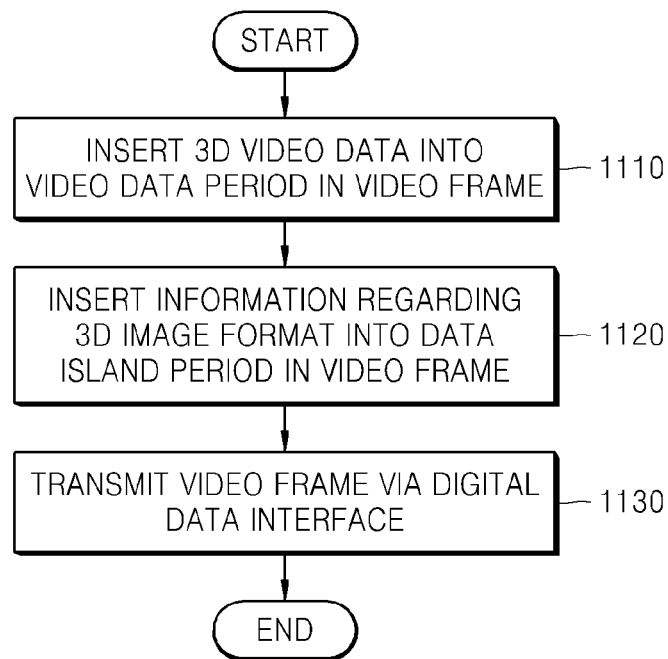 START
INSERT 3D VIDEO DATA INTO
VIDEO DATA PERIOD IN VIDEO FRAME
1110
INSERT INFORMATION REGARDING
3D IMAGE FORMAT INTO DATA
ISLAND PERIOD IN VIDEO FRAME
1120
TRANSMIT VIDEO FRAME VIA DIGITAL
DATA INTERFACE
1130
END